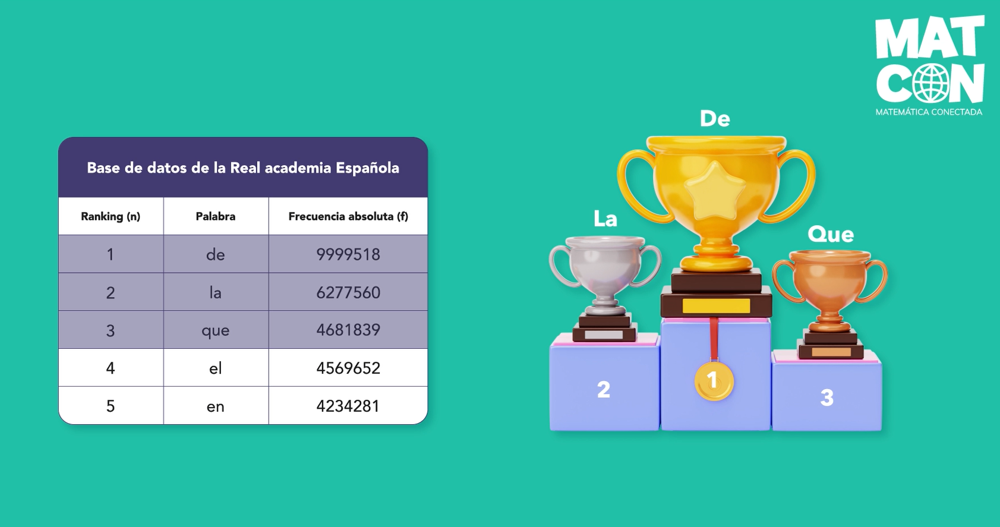 MAT
CON
MATEMÁTICA CONECTADA
Base de datos de la Real academia Española
Ranking (n) Palabra Frecuencia absoluta (f)
1 de 9999518
2 la 6277560
3 que 4681839
4 el 4569652
5 en 4234281
De
La
Que
2
1
3